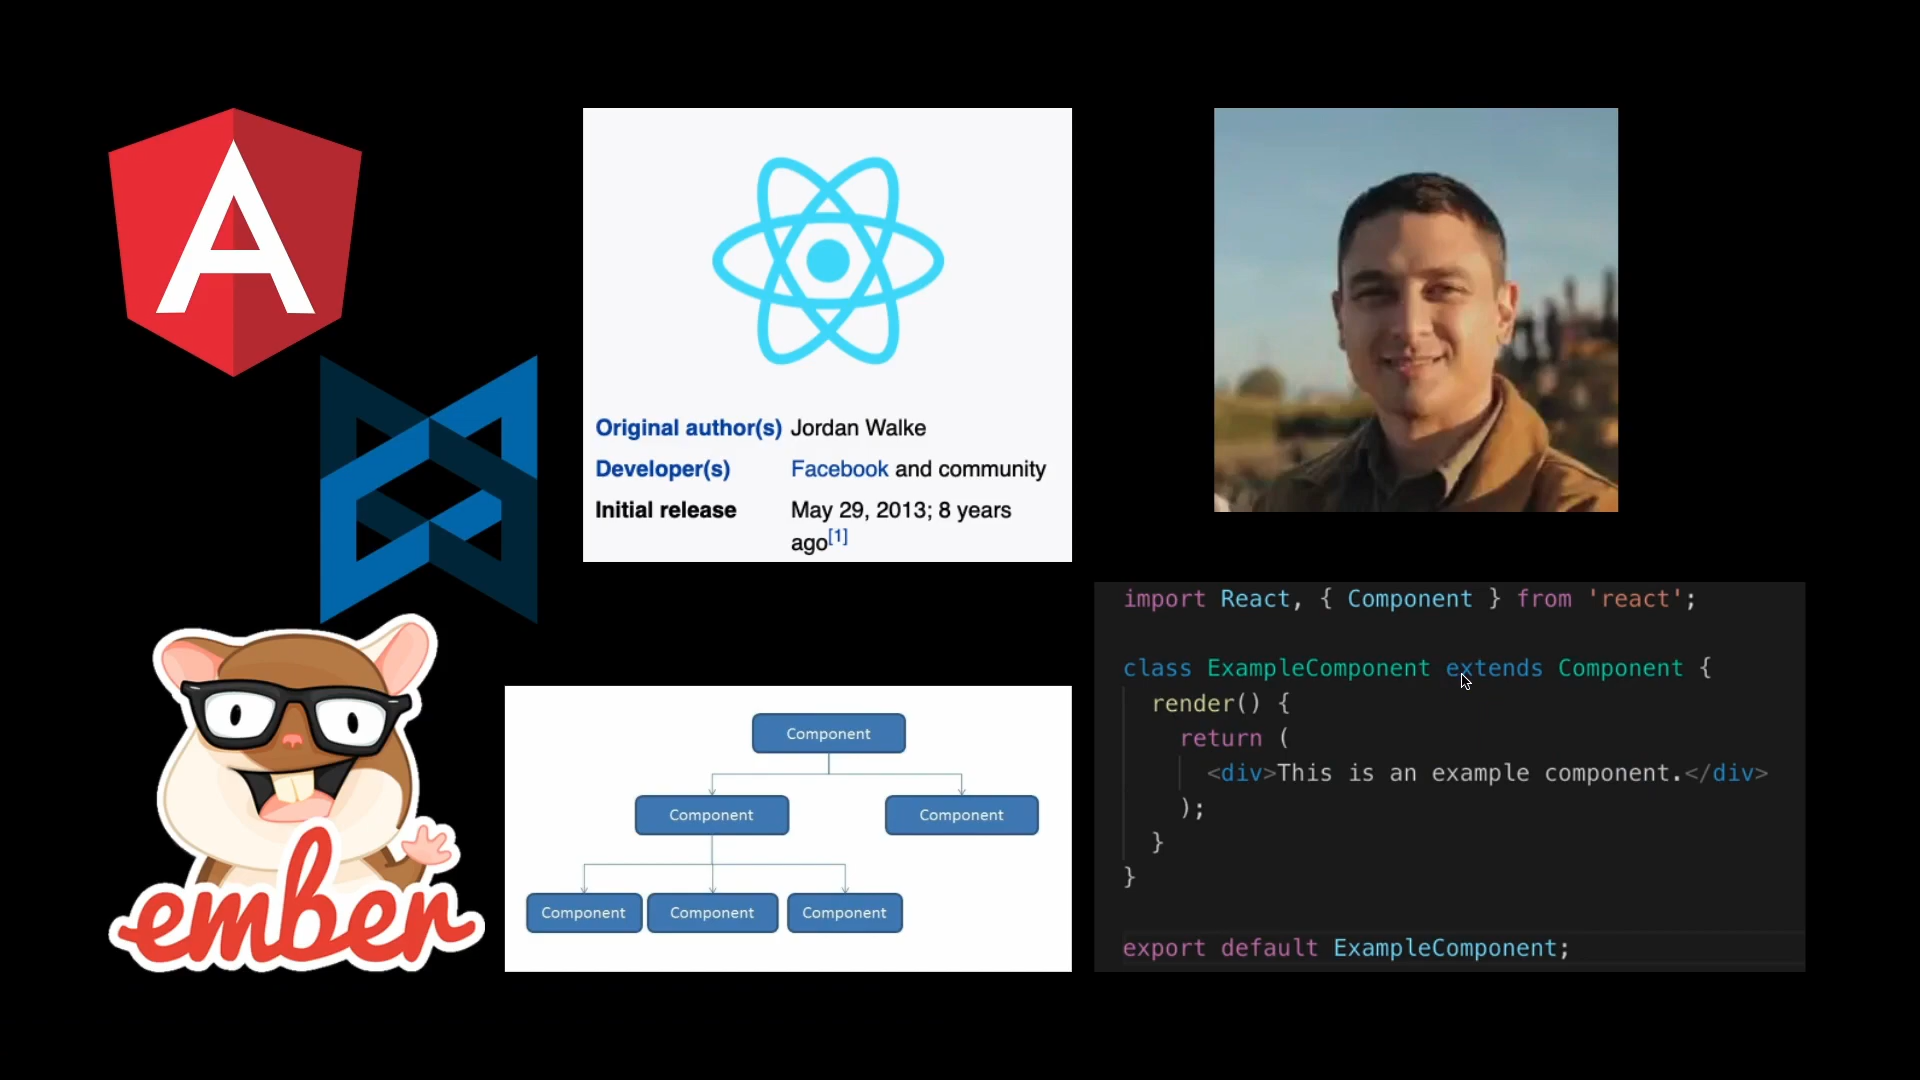 A
Original author(s) Jordan Walke
Developer(s) Facebook and community
Initial release May 29, 2013; 8 years
ago[1]
ember
Component
Component Component
Component Component Component
import React, { Component } from 'react';
class ExampleComponent extends Component {
render() {
return (
<div>This is an example component.</div>
);
}
}
export default ExampleComponent;